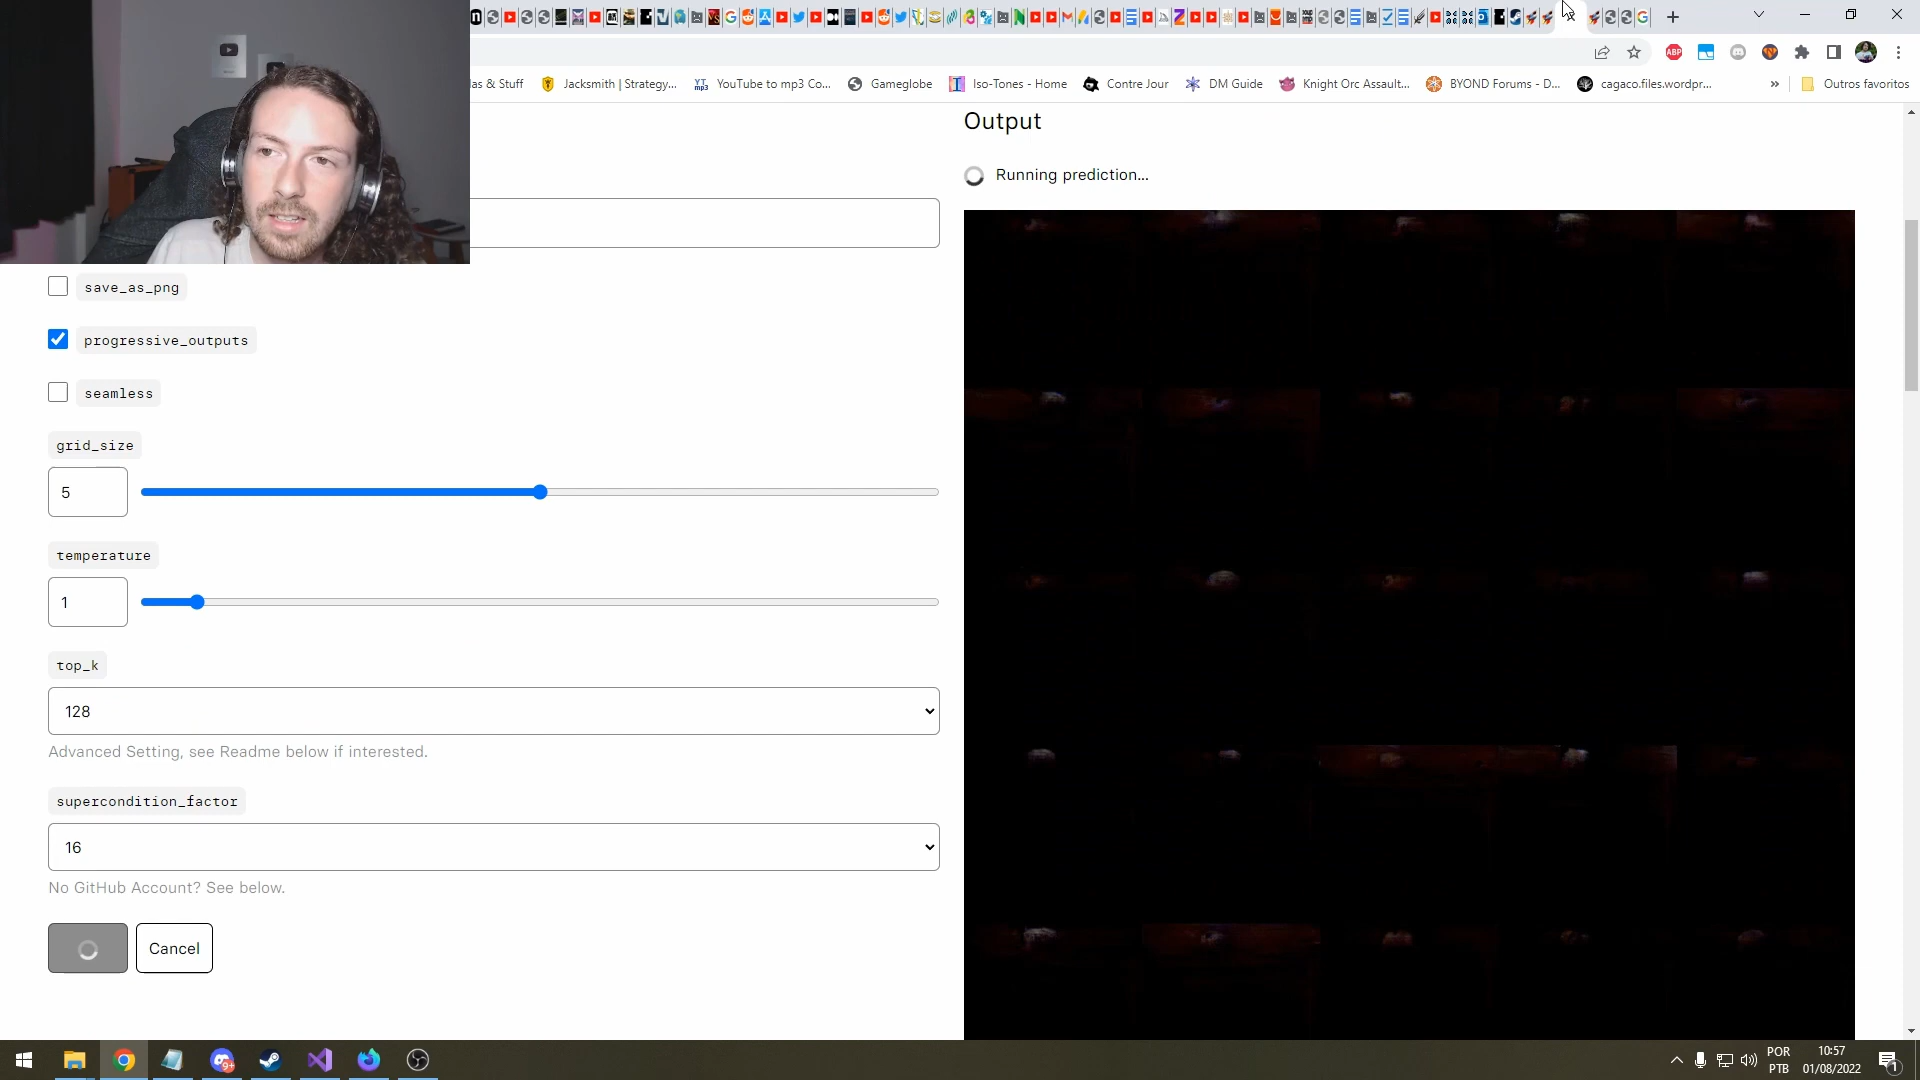 las & Stuff
Jacksmith | Strategy...
YouTube to mp3 Co...
Gameglobe
Iso-Tones - Home
Contre Jour
DM Guide
Knight Orc Assault...
BYOND Forums - D...
cagaco.files.wordpr...
»
Outros favoritos
Output
Running prediction...
save_as_png
progressive_outputs
seamless
grid_size
5
temperature
1
top_k
128
Advanced Setting, see Readme below if interested.
supercondition_factor
16
No GitHub Account? See below.
Cancel
POR
PTB
10:57
01/08/2022